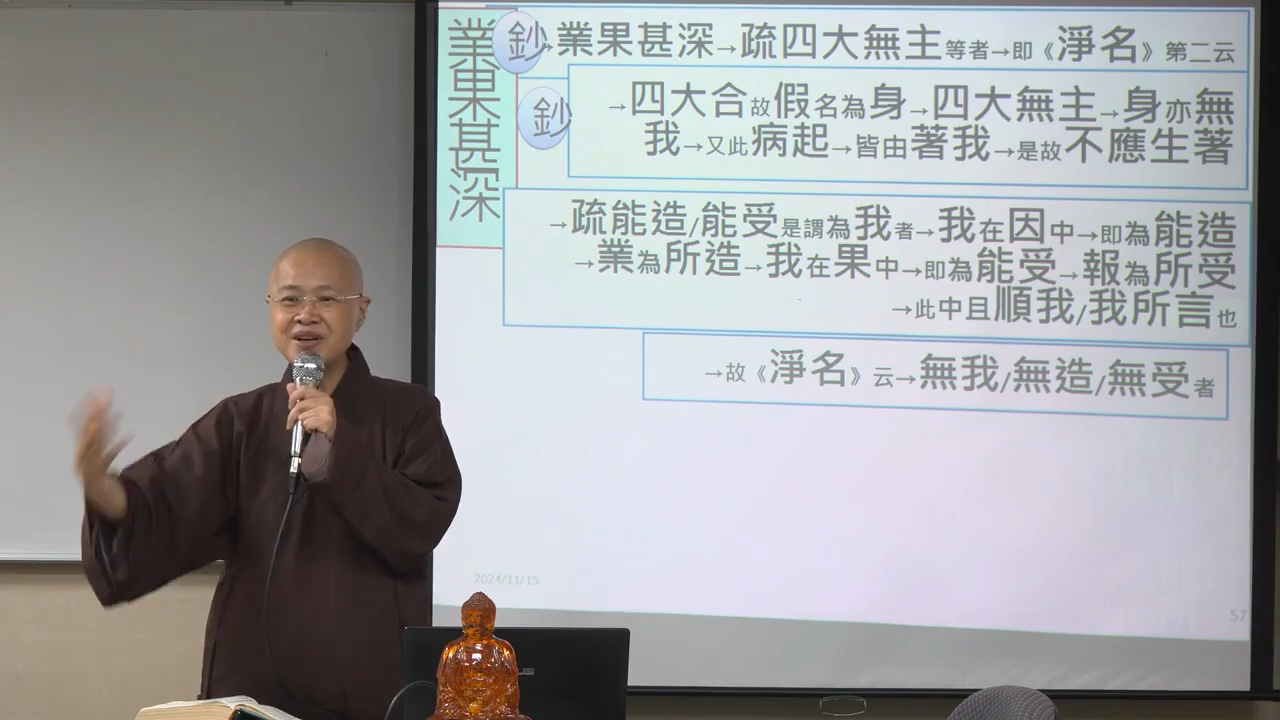 業果甚深
鈔
→業果甚深→疏四大無主等者→即《淨名》第二云
鈔
→四大合故假名為身→四大無主→身亦無
我→又此病起→皆由著我→是故不應生著
→疏能造/能受是謂為我者→我在因中→即為能造
→業為所造→我在果中→即為能受→報為所受
→此中且順我/我所言也
→故《淨名》云→無我/無造/無受者
2024/11/15
57